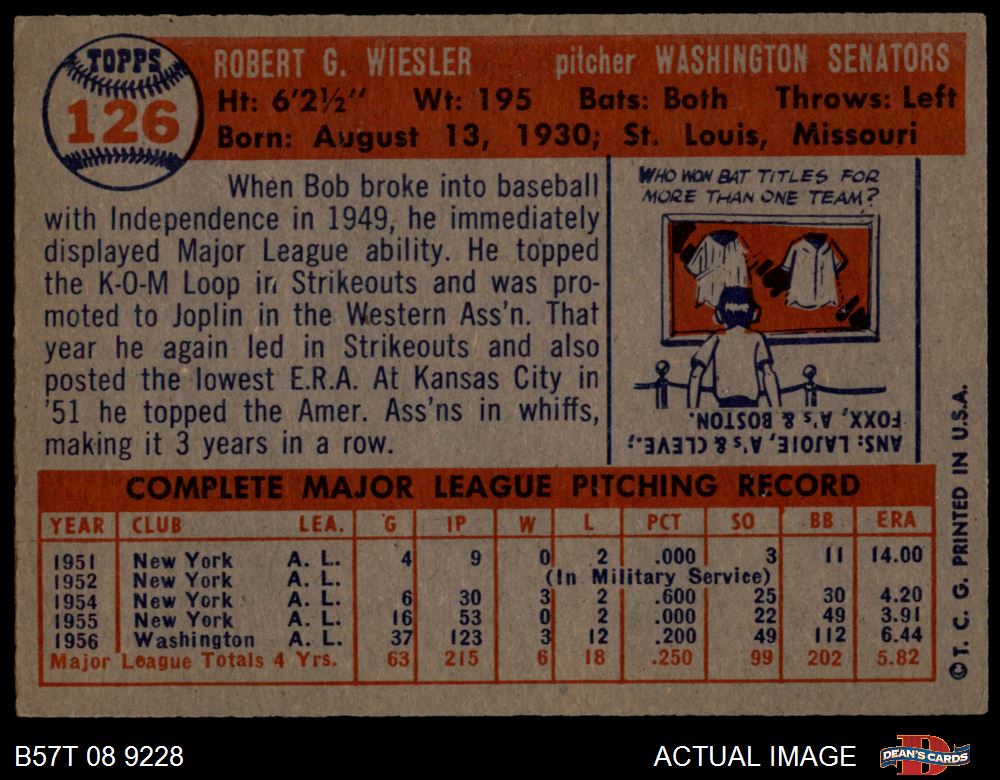 TOPPS
126
ROBERT G. WIESLER pitcher WASHINGTON SENATORS
Ht: 6'2½" Wt: 195 Bats: Both Throws: Left
Born: August 13, 1930; St. Louis, Missouri
When Bob broke into baseball
with Independence in 1949, he immediately
displayed Major League ability. He topped
the K-O-M Loop in Strikeouts and was pro-
moted to Joplin in the Western Ass'n. That
year he again led in Strikeouts and also
posted the lowest E.R.A. At Kansas City in
'51 he topped the Amer. Ass'ns in whiffs,
making it 3 years in a row.
WHO WON BAT TITLES FOR
MORE THAN ONE TEAM?
ANS: LAJOIE, A's & CLEVE.;
FOXX, A's & BOSTON.
COMPLETE MAJOR LEAGUE PITCHING RECORD
YEAR CLUB LEA. G IP W L PCT SO BB ERA
1951 New York A. L. 4 9 0 2 .000 3 11 14.00
1952 New York A. L. (In Military Service)
1954 New York A. L. 6 30 3 2 .600 25 30 4.20
1955 New York A. L. 16 53 0 2 .000 22 49 3.91
1956 Washington A. L. 37 123 3 12 .200 49 112 6.44
Major League Totals 4 Yrs. 63 215 6 18 .250 99 202 5.82
© T. C. G. PRINTED IN U.S.A.
B57T 08 9228 ACTUAL IMAGE DEAN'S CARDS